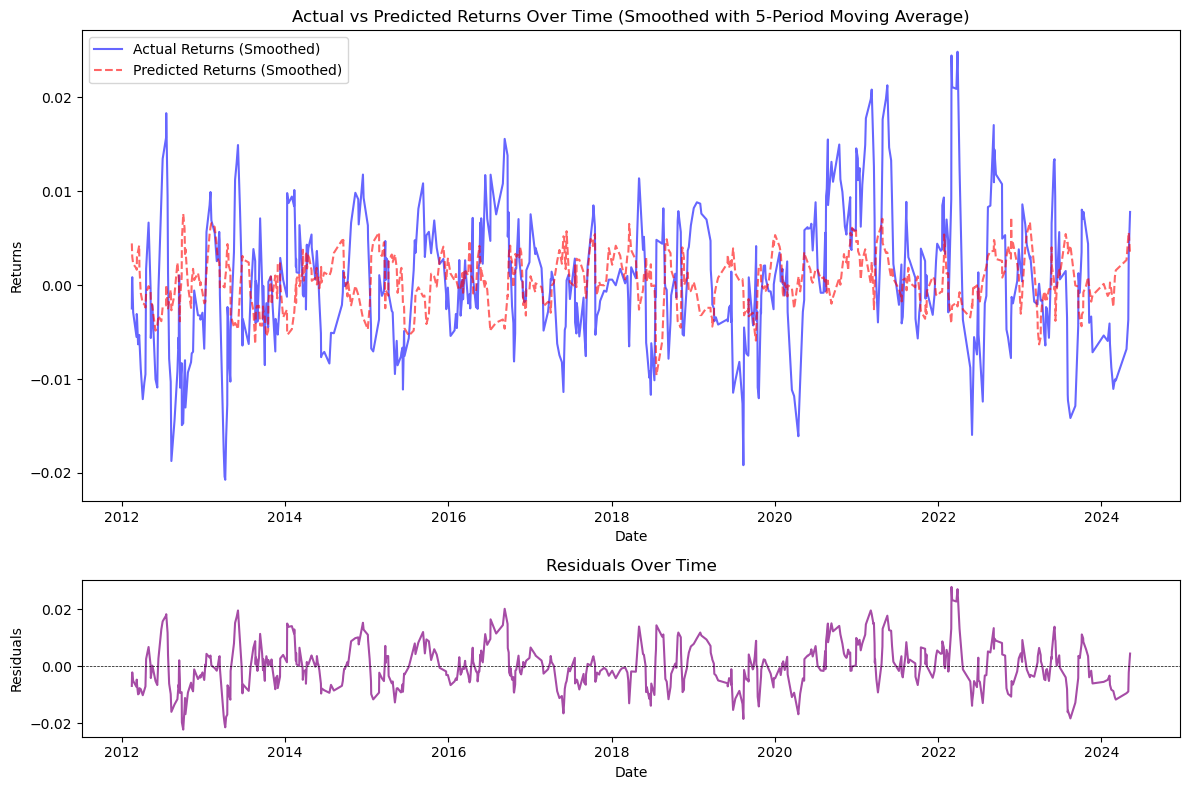 Actual vs Predicted Returns Over Time (Smoothed with 5-Period Moving Average)
Actual Returns (Smoothed)
Predicted Returns (Smoothed)
Returns
0.02
0.01
0.00
−0.01
−0.02
2012 2014 2016 2018 2020 2022 2024
Date
Residuals Over Time
Residuals
0.02
0.00
−0.02
2012 2014 2016 2018 2020 2022 2024
Date